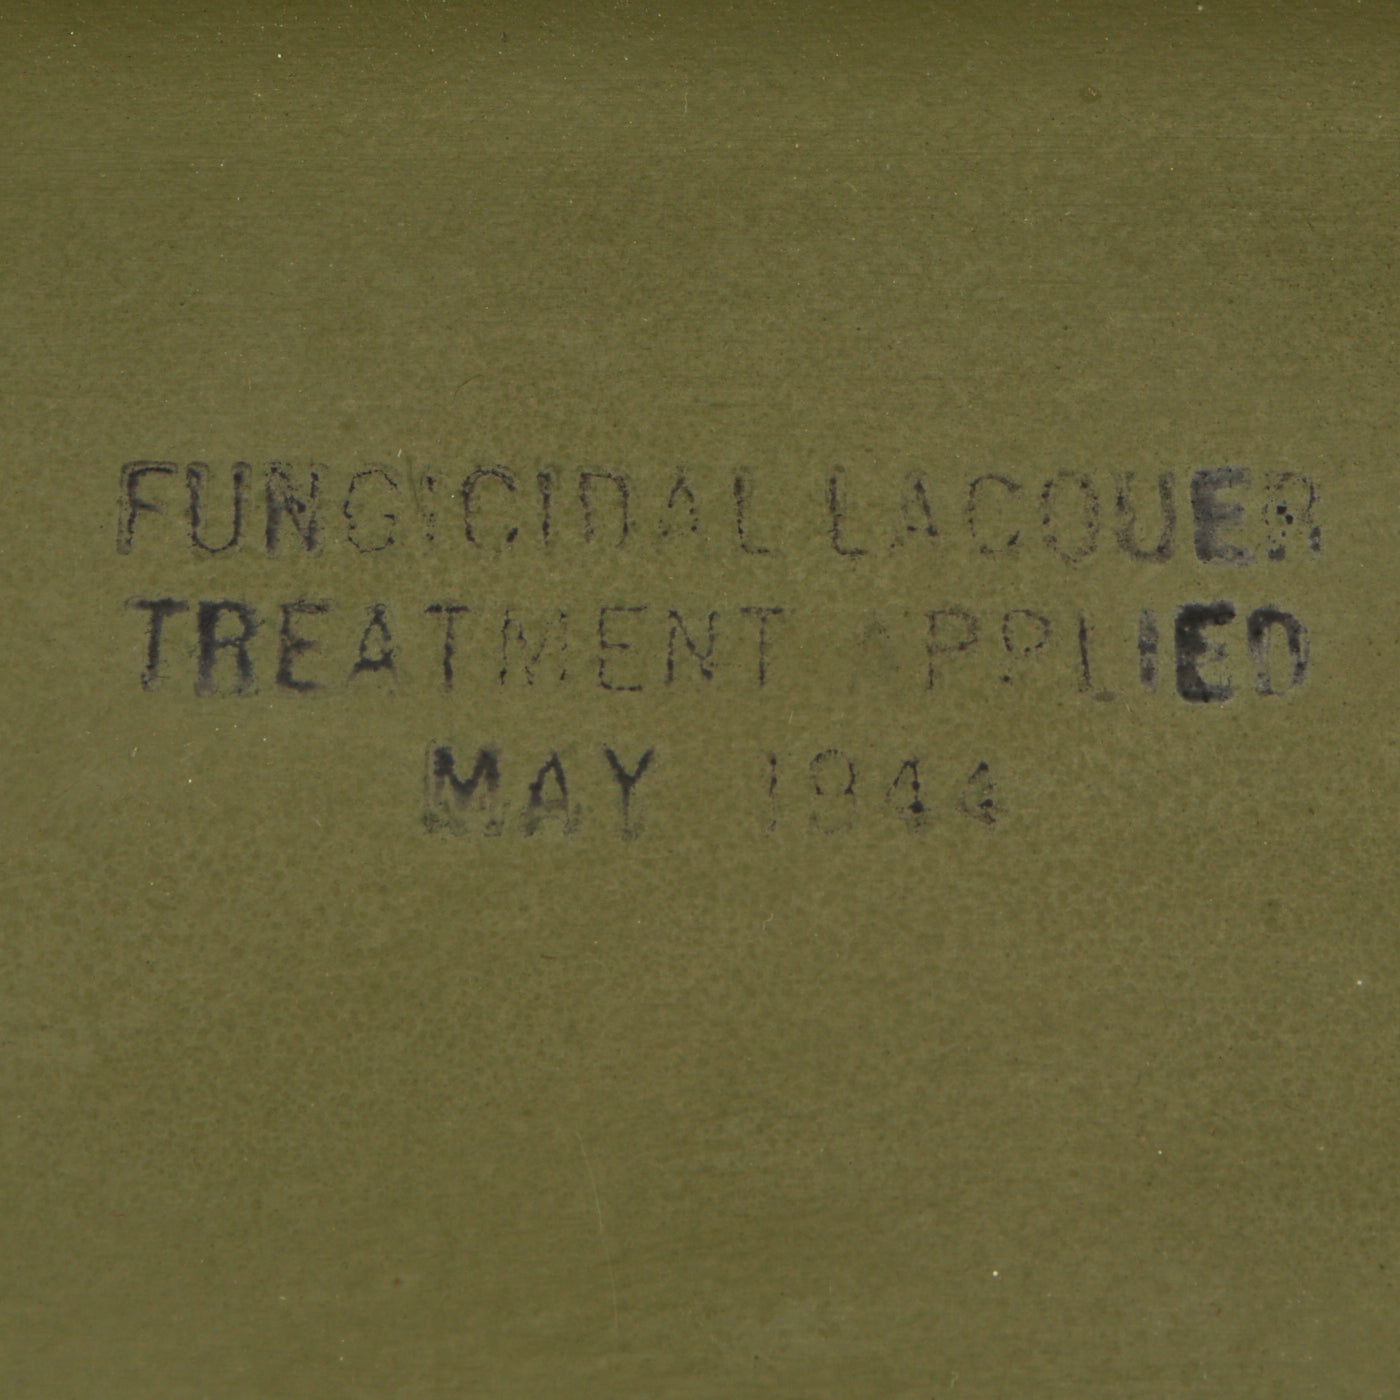 FUNGICIDAL LACQUER
TREATMENT APPLIED
MAY 1944